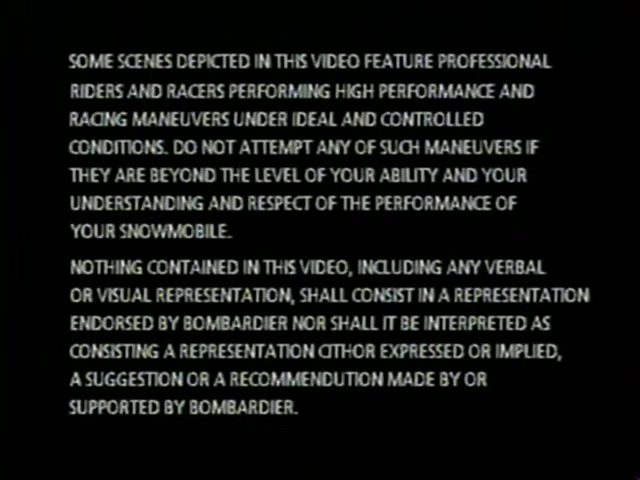 SOME SCENES DEPICTED IN THIS VIDEO FEATURE PROFESSIONAL
RIDERS AND RACERS PERFORMING HIGH PERFORMANCE AND
RACING MANEUVERS UNDER IDEAL AND CONTROLLED
CONDITIONS. DO NOT ATTEMPT ANY OF SUCH MANEUVERS IF
THEY ARE BEYOND THE LEVEL OF YOUR ABILITY AND YOUR
UNDERSTANDING AND RESPECT OF THE PERFORMANCE OF
YOUR SNOWMOBILE.
NOTHING CONTAINED IN THIS VIDEO, INCLUDING ANY VERBAL
OR VISUAL REPRESENTATION, SHALL CONSIST IN A REPRESENTATION
ENDORSED BY BOMBARDIER NOR SHALL IT BE INTERPRETED AS
CONSISTING A REPRESENTATION CITHOR EXPRESSED OR IMPLIED,
A SUGGESTION OR A RECOMMENDUTION MADE BY OR
SUPPORTED BY BOMBARDIER.